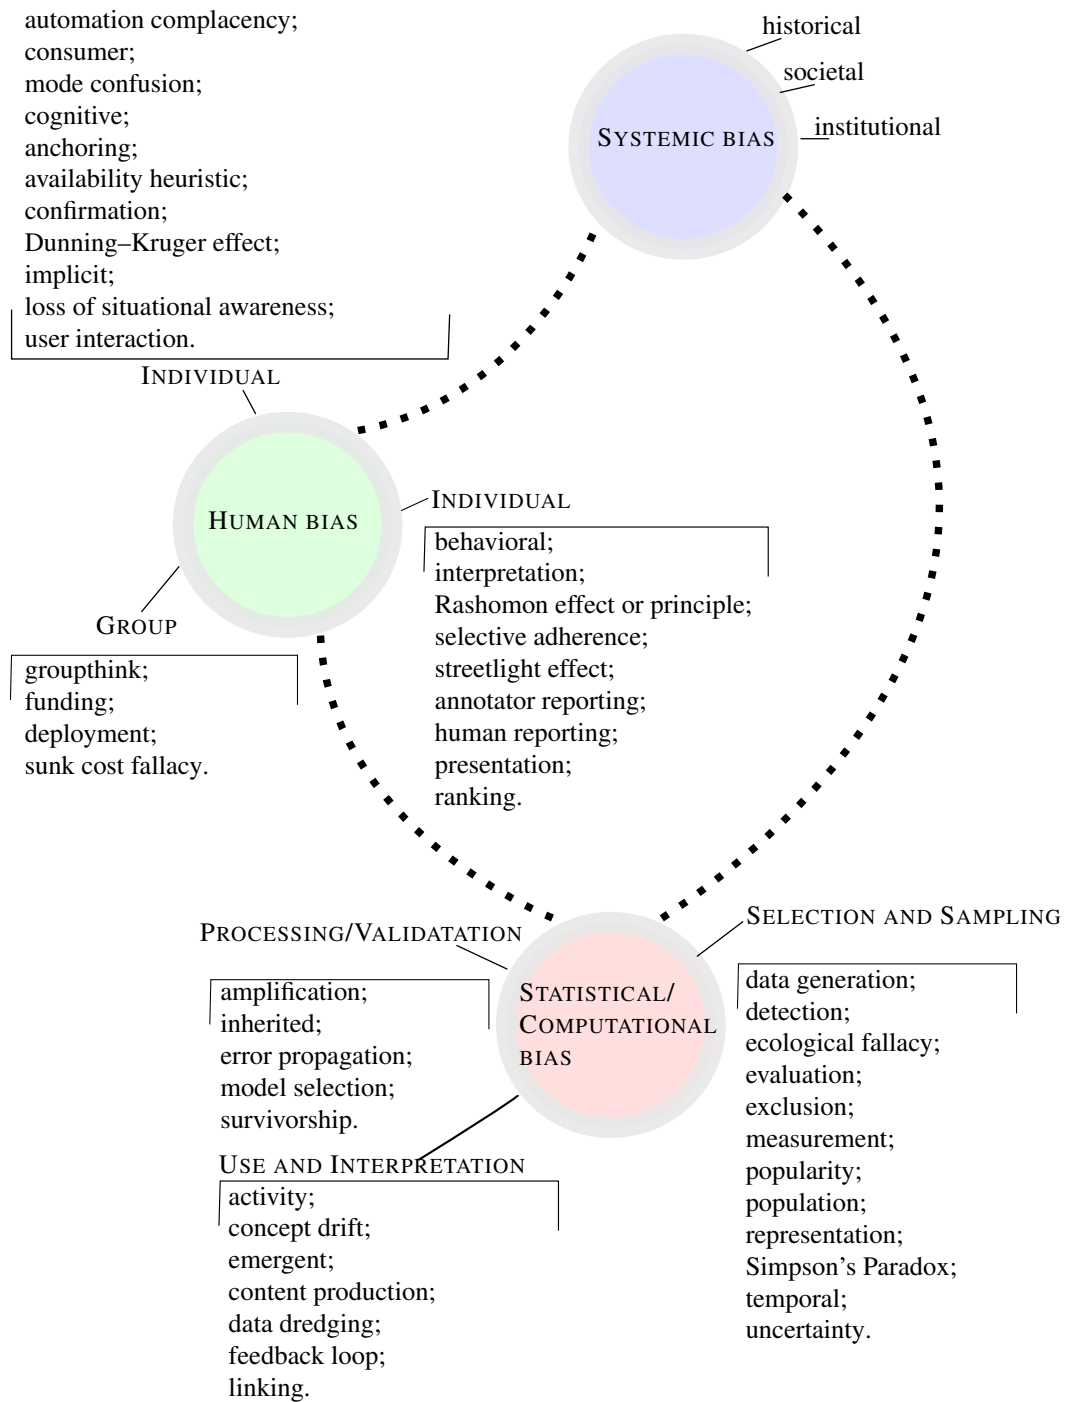 automation complacency;
consumer;
mode confusion;
cognitive;
anchoring;
availability heuristic;
confirmation;
Dunning–Kruger effect;
implicit;
loss of situational awareness;
user interaction.
INDIVIDUAL
historical
societal
institutional
SYSTEMIC BIAS
HUMAN BIAS
INDIVIDUAL
behavioral;
interpretation;
Rashomon effect or principle;
selective adherence;
streetlight effect;
annotator reporting;
human reporting;
presentation;
ranking.
GROUP
groupthink;
funding;
deployment;
sunk cost fallacy.
PROCESSING/VALIDATATION
amplification;
inherited;
error propagation;
model selection;
survivorship.
STATISTICAL/
COMPUTATIONAL
BIAS
SELECTION AND SAMPLING
data generation;
detection;
ecological fallacy;
evaluation;
exclusion;
measurement;
popularity;
population;
representation;
Simpson's Paradox;
temporal;
uncertainty.
USE AND INTERPRETATION
activity;
concept drift;
emergent;
content production;
data dredging;
feedback loop;
linking.